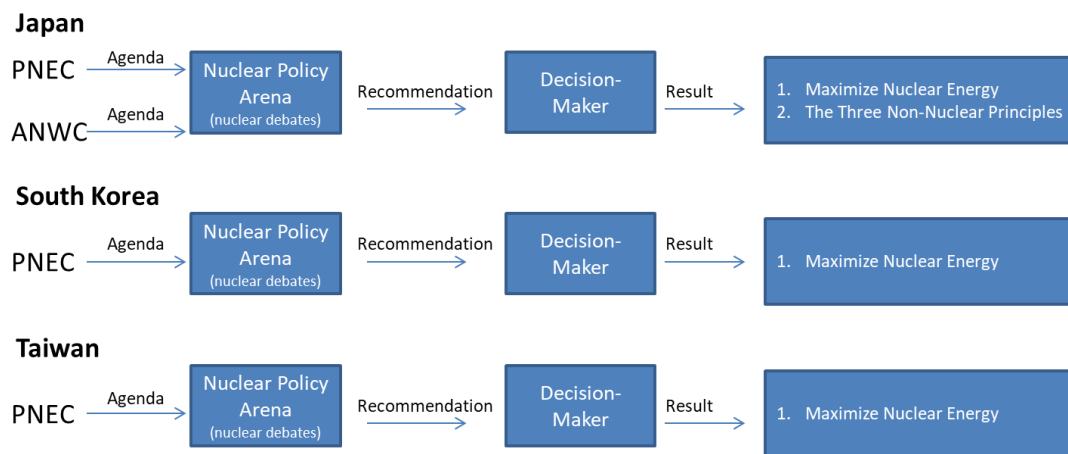 Japan
PNEC
Agenda
ANWC
Agenda
Nuclear Policy
Arena
(nuclear debates)
Recommendation
Decision-
Maker
Result
1. Maximize Nuclear Energy
2. The Three Non-Nuclear Principles
South Korea
PNEC
Agenda
Nuclear Policy
Arena
(nuclear debates)
Recommendation
Decision-
Maker
Result
1. Maximize Nuclear Energy
Taiwan
PNEC
Agenda
Nuclear Policy
Arena
(nuclear debates)
Recommendation
Decision-
Maker
Result
1. Maximize Nuclear Energy